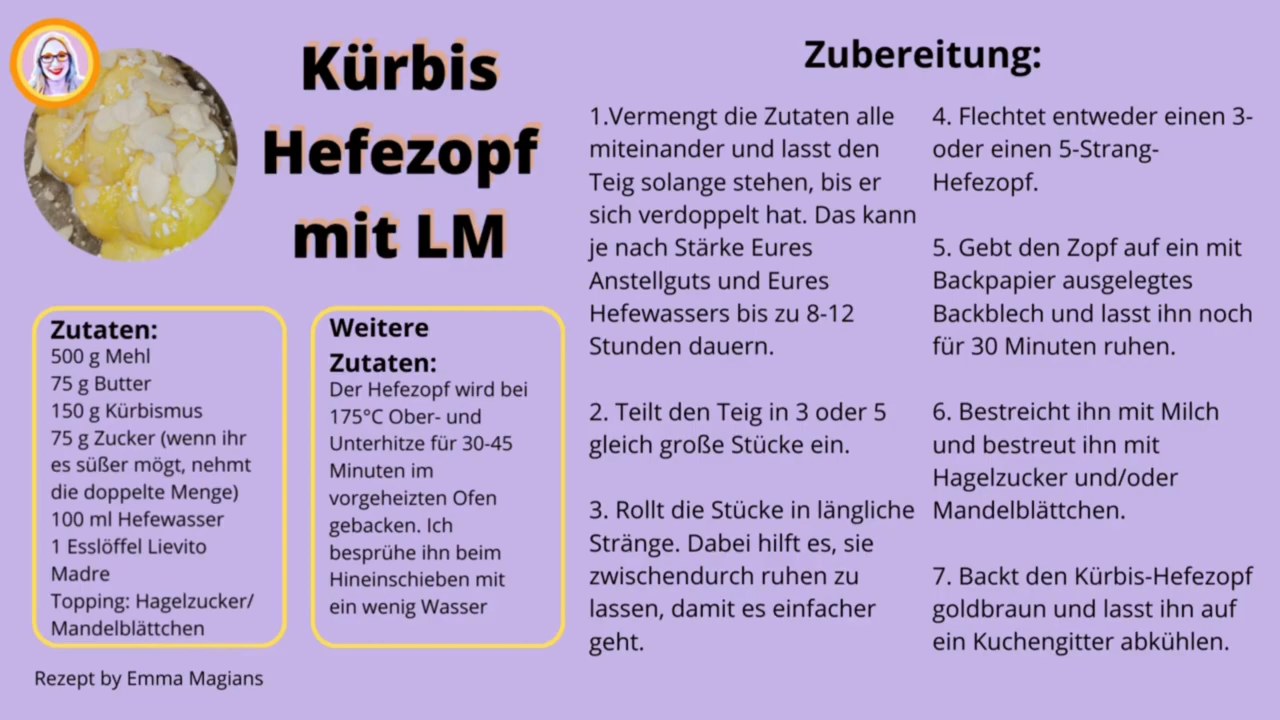 Kürbis
Hefezopf
mit LM
Zutaten:
500 g Mehl
75 g Butter
150 g Kürbismus
75 g Zucker (wenn ihr
es süßer mögt, nehmt
die doppelte Menge)
100 ml Hefewasser
1 Esslöffel Lievito
Madre
Topping: Hagelzucker/
Mandelblättchen
Weitere
Zutaten:
Der Hefezopf wird bei
175°C Ober- und
Unterhitze für 30-45
Minuten im
vorgeheizten Ofen
gebacken. Ich
besprühe ihn beim
Hineinschieben mit
ein wenig Wasser
Rezept by Emma Magians
Zubereitung:
1.Vermengt die Zutaten alle
miteinander und lasst den
Teig solange stehen, bis er
sich verdoppelt hat. Das kann
je nach Stärke Eures
Anstellguts und Eures
Hefewassers bis zu 8-12
Stunden dauern.
2. Teilt den Teig in 3 oder 5
gleich große Stücke ein.
3. Rollt die Stücke in längliche
Stränge. Dabei hilft es, sie
zwischendurch ruhen zu
lassen, damit es einfacher
geht.
4. Flechtet entweder einen 3-
oder einen 5-Strang-
Hefezopf.
5. Gebt den Zopf auf ein mit
Backpapier ausgelegtes
Backblech und lasst ihn noch
für 30 Minuten ruhen.
6. Bestreicht ihn mit Milch
und bestreut ihn mit
Hagelzucker und/oder
Mandelblättchen.
7. Backt den Kürbis-Hefezopf
goldbraun und lasst ihn auf
ein Kuchengitter abkühlen.